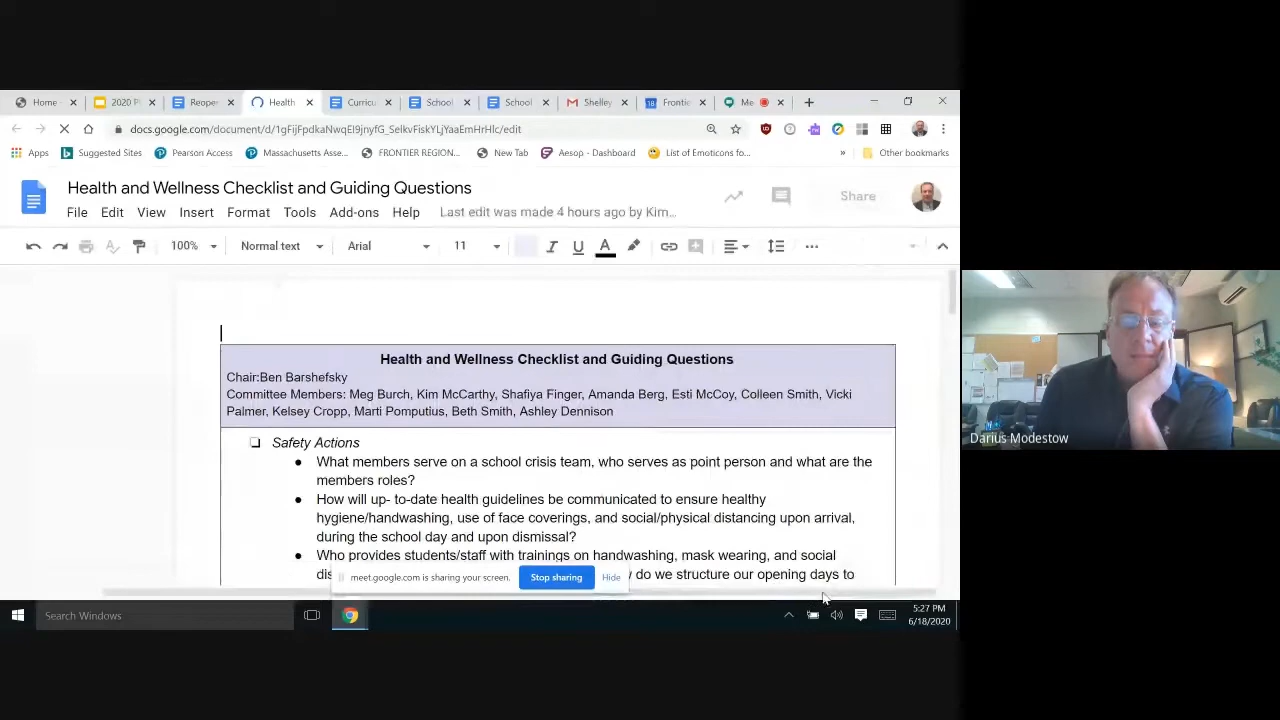 Home
2020 P
Reoper
Health
Curricu
School
School
Shelley
Frontie
Me
docs.google.com/document/d/1gFijFpdkaNwqEl9jnyfG_SelkvFiskYLjYaaEmHrHlc/edit
Apps
Suggested Sites
Pearson Access
Massachusetts Asse...
FRONTIER REGION...
New Tab
Aesop - Dashboard
List of Emoticons fo...
»
Other bookmarks
Health and Wellness Checklist and Guiding Questions
Share
File Edit View Insert Format Tools Add-ons Help Last edit was made 4 hours ago by Kim...
100% Normal text Arial 11
Health and Wellness Checklist and Guiding Questions
Chair:Ben Barshefsky
Committee Members: Meg Burch, Kim McCarthy, Shafiya Finger, Amanda Berg, Esti McCoy, Colleen Smith, Vicki
Palmer, Kelsey Cropp, Marti Pomputius, Beth Smith, Ashley Dennison
Safety Actions
What members serve on a school crisis team, who serves as point person and what are the
members roles?
How will up- to-date health guidelines be communicated to ensure healthy
hygiene/handwashing, use of face coverings, and social/physical distancing upon arrival,
during the school day and upon dismissal?
Who provides students/staff with trainings on handwashing, mask wearing, and social
do we structure our opening days to
meet.google.com is sharing your screen.
Stop sharing
Hide
Search Windows
5:27 PM
6/18/2020
Darius Modestow